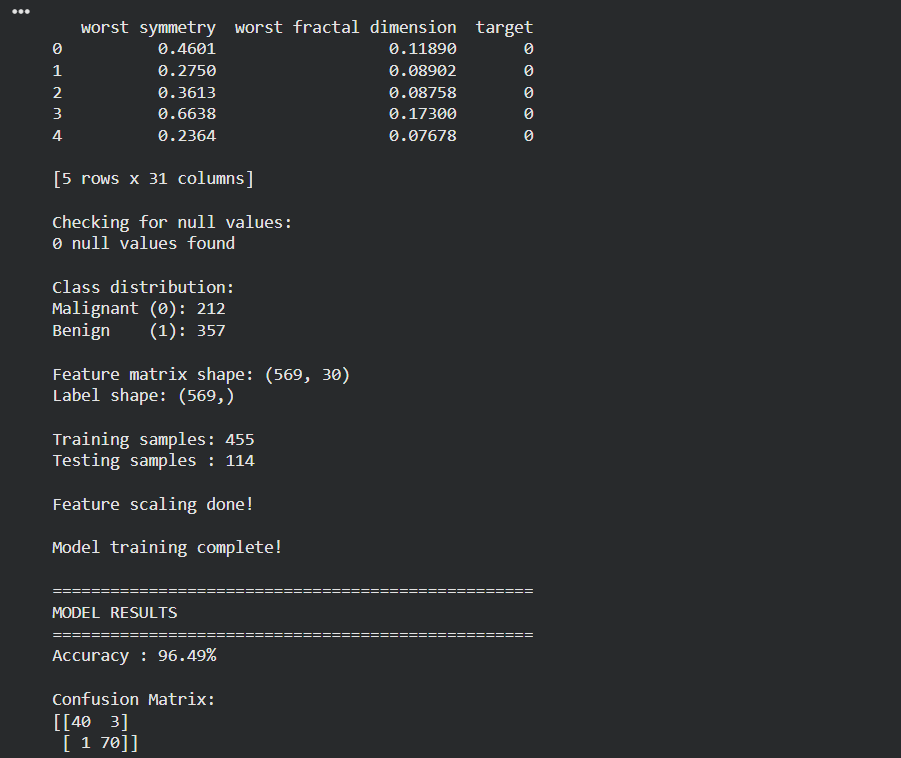 worst symmetry  worst fractal dimension  target
0          0.4601                  0.11890       0
1          0.2750                  0.08902       0
2          0.3613                  0.08758       0
3          0.6638                  0.17300       0
4          0.2364                  0.07678       0
[5 rows x 31 columns]
Checking for null values:
0 null values found
Class distribution:
Malignant (0): 212
Benign    (1): 357
Feature matrix shape: (569, 30)
Label shape: (569,)
Training samples: 455
Testing samples : 114
Feature scaling done!
Model training complete!
==================================================
MODEL RESULTS
==================================================
Accuracy : 96.49%
Confusion Matrix:
[[40  3]
 [ 1 70]]